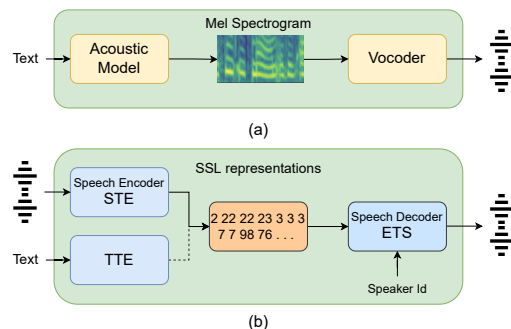 Mel Spectrogram
Text
Acoustic
Model
Vocoder
(a)
SSL representations
Speech Encoder
STE
2 22 22 23 3 3 3
7 7 98 76 . . .
Speech Decoder
ETS
Text
TTE
Speaker Id
(b)